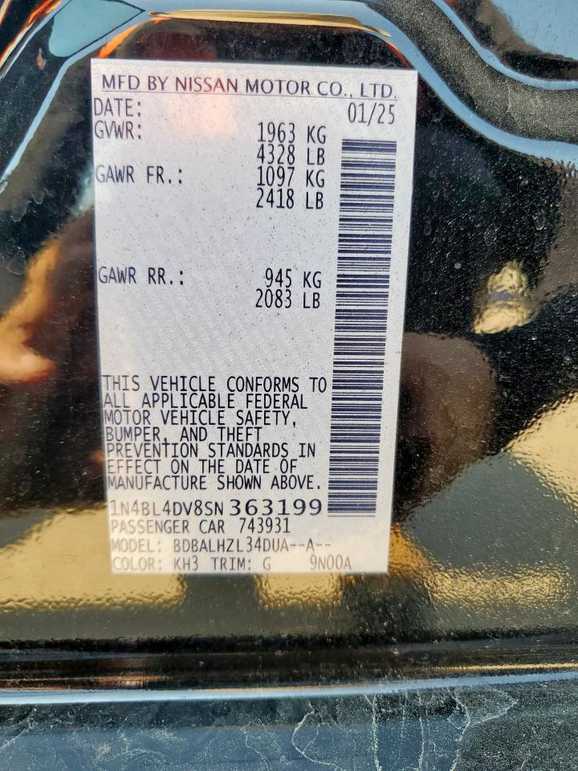 MFD BY NISSAN MOTOR CO., LTD.
DATE: 01/25
GVWR: 1963 KG
4328 LB
GAWR FR.: 1097 KG
2418 LB
GAWR RR.: 945 KG
2083 LB
THIS VEHICLE CONFORMS TO
ALL APPLICABLE FEDERAL
MOTOR VEHICLE SAFETY,
BUMPER, AND THEFT
PREVENTION STANDARDS IN
EFFECT ON THE DATE OF
MANUFACTURE SHOWN ABOVE.
1N4BL4DV8SN 363199
PASSENGER CAR 743931
MODEL: BDBALHZL34DUA--A--
COLOR: KH3 TRIM: G 9N00A